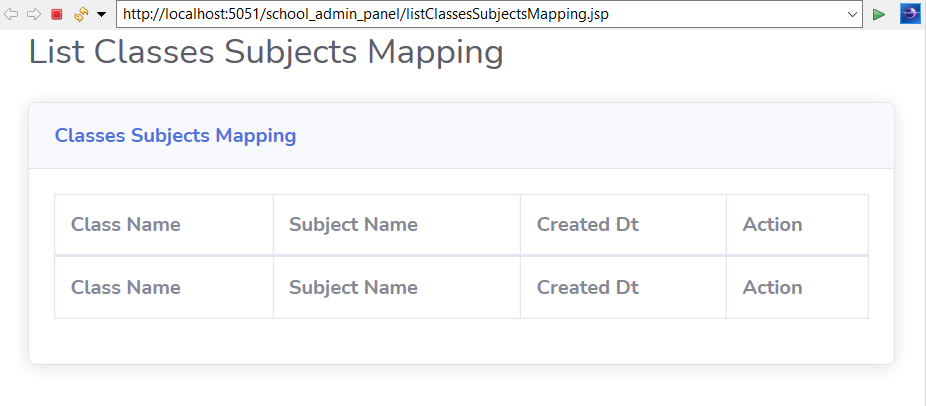 http://localhost:5051/school_admin_panel/listClassesSubjectsMapping.jsp
List Classes Subjects Mapping
Classes Subjects Mapping
Class Name Subject Name Created Dt Action
Class Name Subject Name Created Dt Action